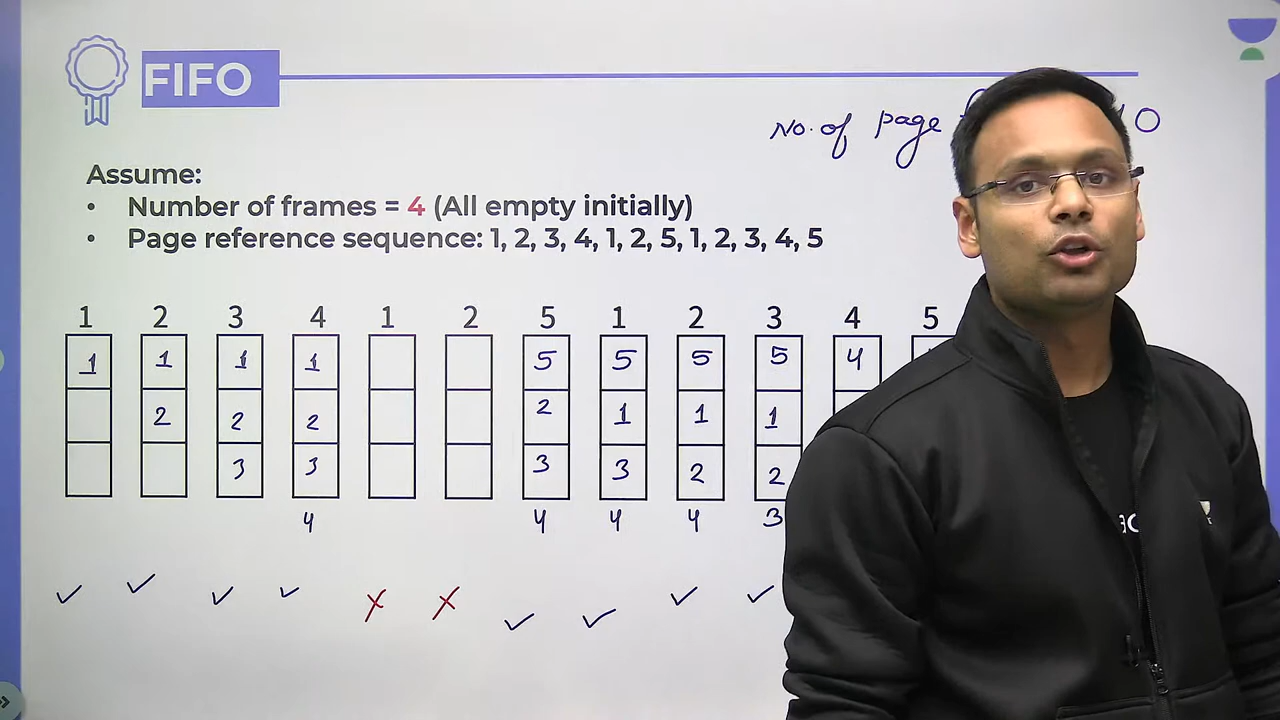 FIFO
No. of page
10
Assume:
• Number of frames = 4 (All empty initially)
• Page reference sequence: 1, 2, 3, 4, 1, 2, 5, 1, 2, 3, 4, 5
1 2 3 4 1 2 5 1 2 3 4 5
1 1 1 1 5 5 5 5 4
2 2 2 2 1 1 1
3 3 3 3 2 2
4 4 4 4 3
✓ ✓ ✓ ✓ ✗ ✗ ✓ ✓ ✓ ✓